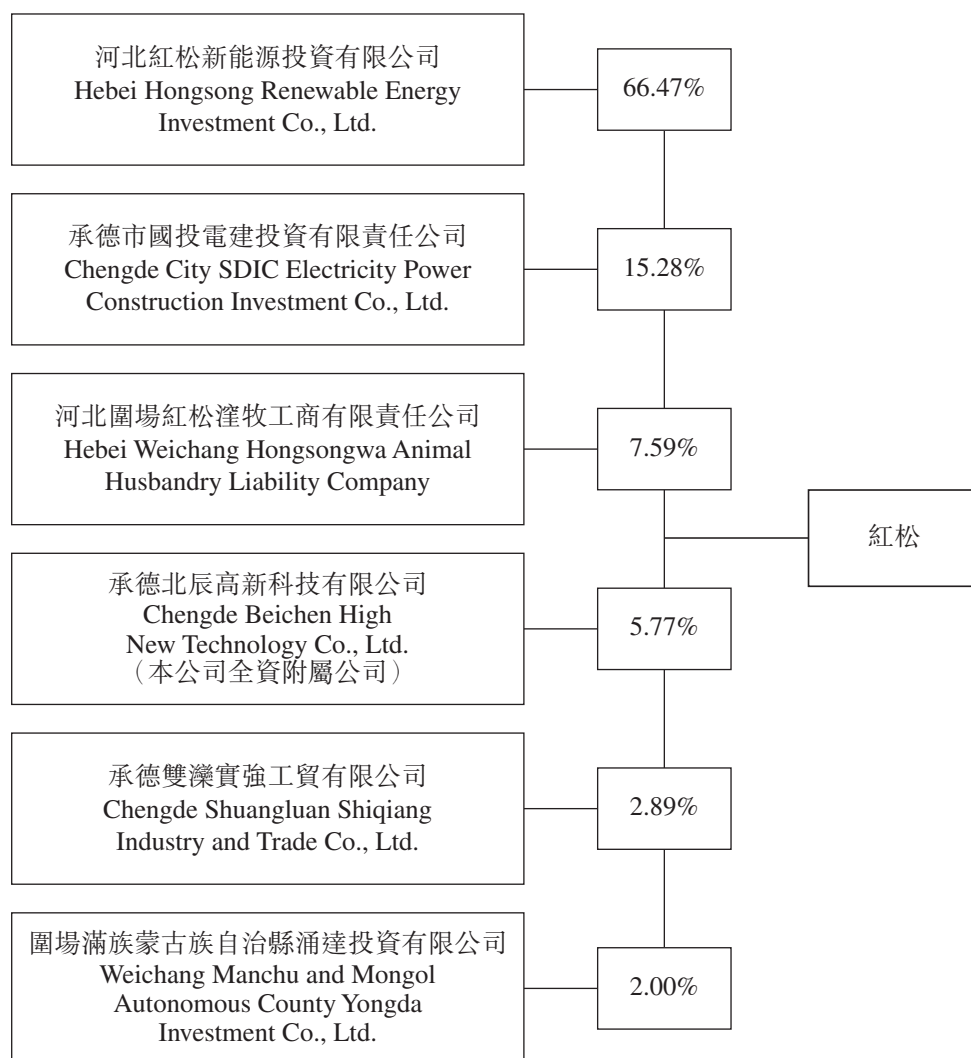 河北紅松新能源投資有限公司
Hebei Hongsong Renewable Energy
Investment Co., Ltd.
66.47%
承德市國投電建投資有限責任公司
Chengde City SDIC Electricity Power
Construction Investment Co., Ltd.
15.28%
河北圍場紅松漥牧工商有限責任公司
Hebei Weichang Hongsongwa Animal
Husbandry Liability Company
7.59%
紅松
承德北辰高新科技有限公司
Chengde Beichen High
New Technology Co., Ltd.
（本公司全資附屬公司）
5.77%
承德雙灤實強工貿有限公司
Chengde Shuangluan Shiqiang
Industry and Trade Co., Ltd.
2.89%
圍場滿族蒙古族自治縣涌達投資有限公司
Weichang Manchu and Mongol
Autonomous County Yongda
Investment Co., Ltd.
2.00%